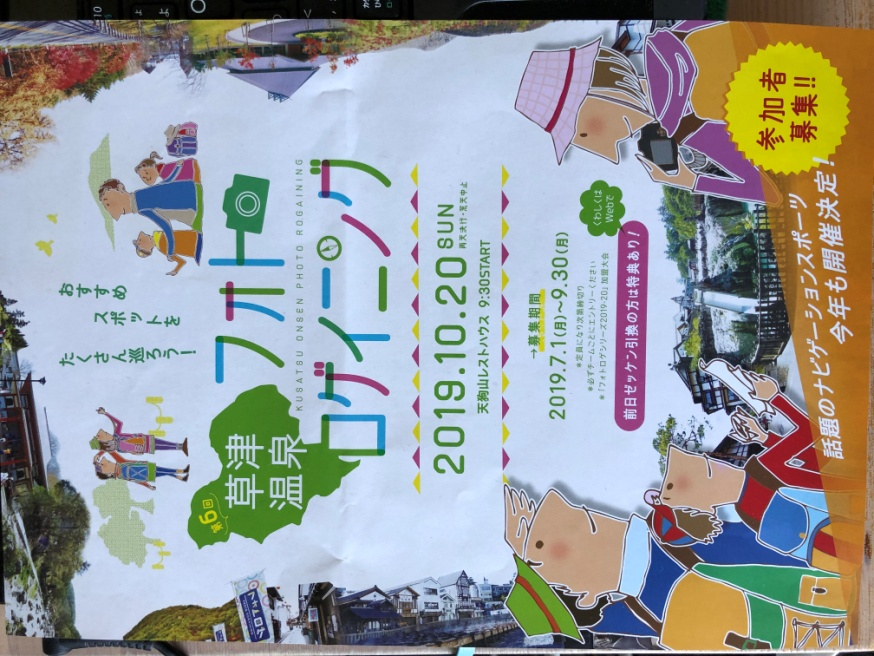 おすすめ
スポットを
たくさん巡ろう！
第6回
草津
温泉
フォト
KUSATSU ONSEN PHOTO ROGAINING
ロゲイニング
2019.10.20 SUN
雨天決行・荒天中止
天狗山レストハウス 9:30START
→募集期間
2019.7.1(月)〜9.30(月)
＊定員になり次第締切り
＊必ずチームごとにエントリーください
＊「フォトロゲシリーズ2019-20」加盟大会
くわしくは
Webで
前日ゼッケン引換の方は特典あり！
参加者
募集!!
話題のナビゲーションスポーツ
今年も開催決定！